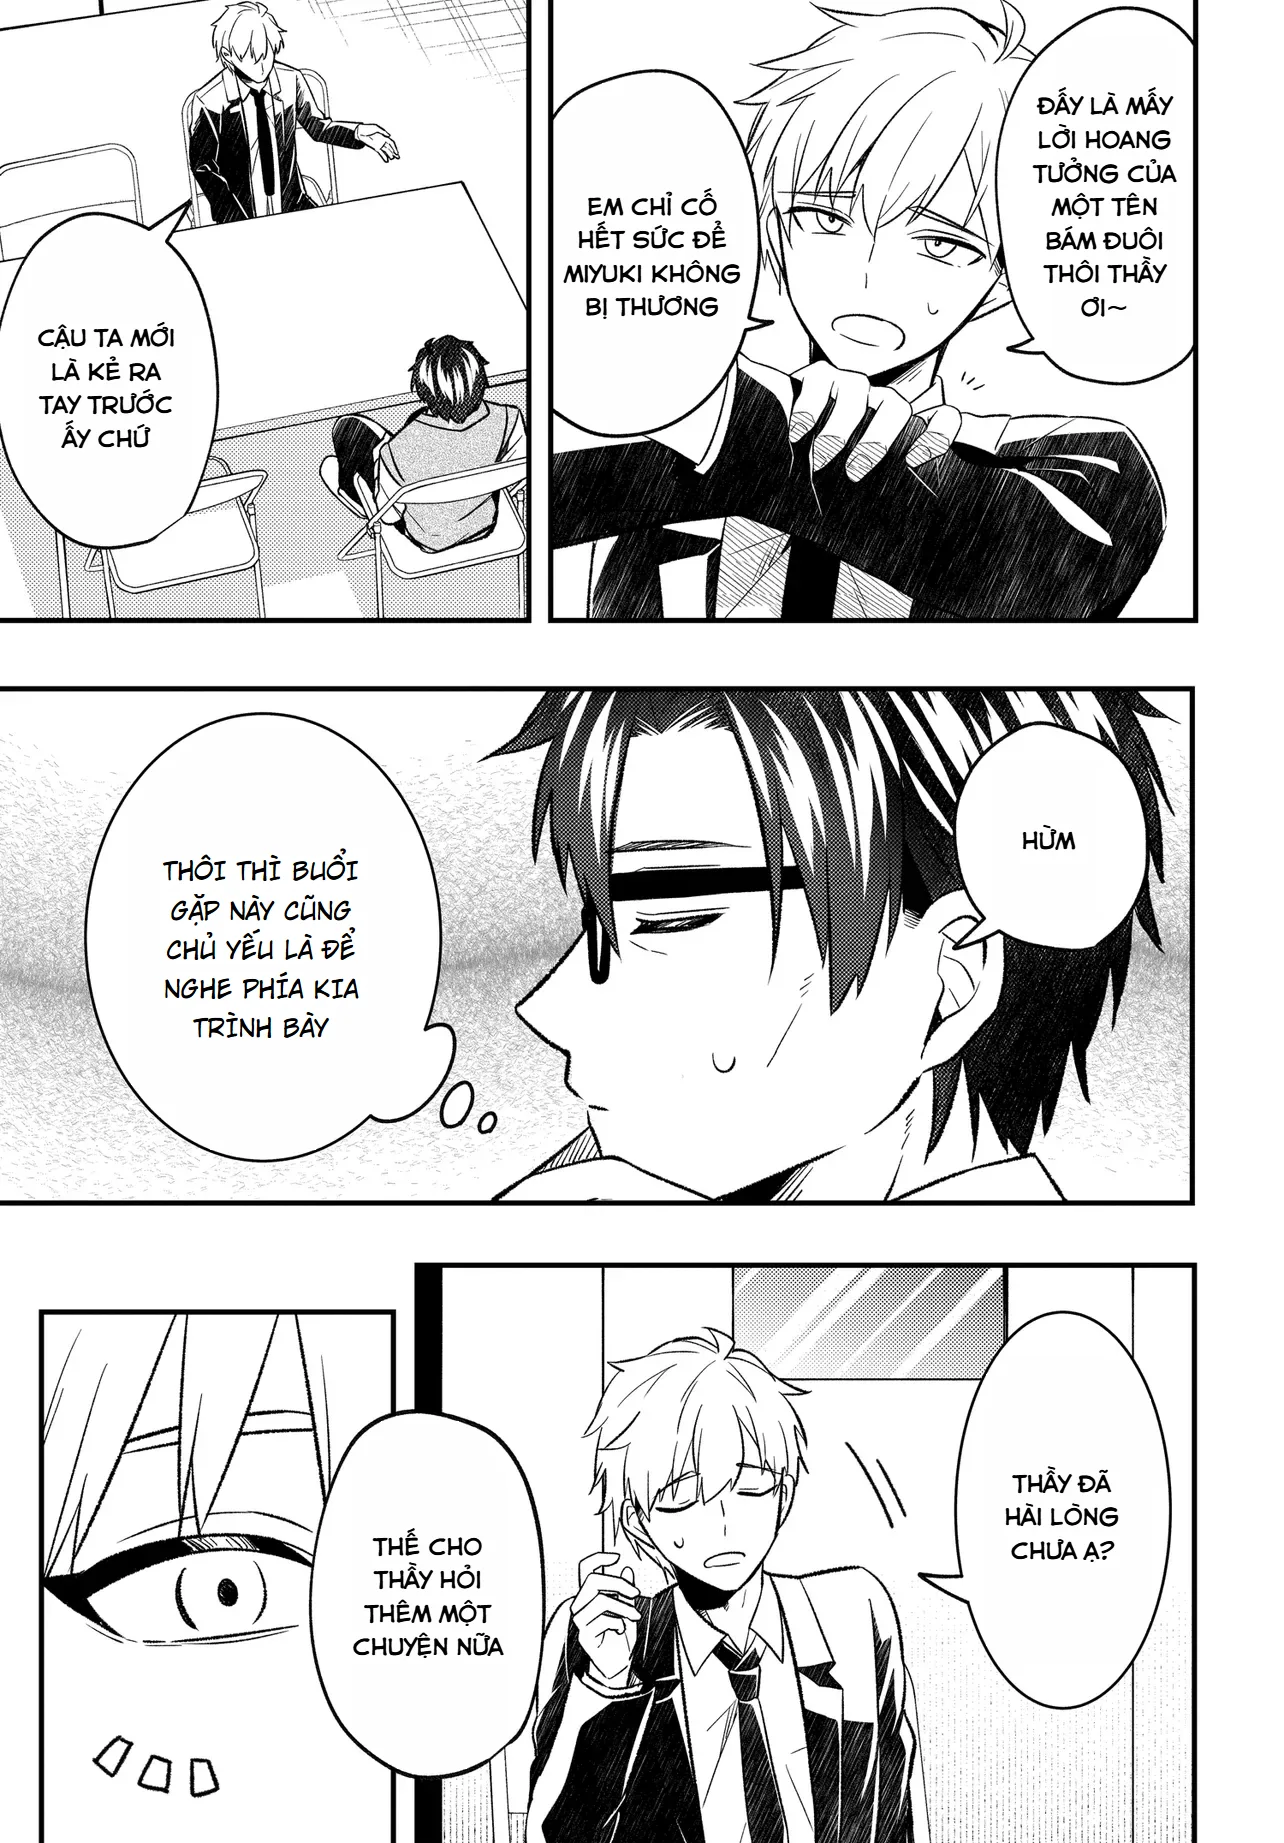 ĐẤY LÀ MẤY
LỜI HOANG
TƯỞNG CỦA
MỘT TÊN
BÁM ĐUÔI
THÔI THẦY
ƠI~
EM CHỈ CỐ
HẾT SỨC ĐỂ
MIYUKI KHÔNG
BỊ THƯƠNG
CẬU TA MỚI
LÀ KẺ RA
TAY TRƯỚC
ẤY CHỨ
HỪM
THÔI THÌ BUỔI
GẶP NÀY CŨNG
CHỦ YẾU LÀ ĐỂ
NGHE PHÍA KIA
TRÌNH BÀY
THẦY ĐÃ
HÀI LÒNG
CHƯA Ạ?
THẾ CHO
THẦY HỎI
THÊM MỘT
CHUYỆN NỮA